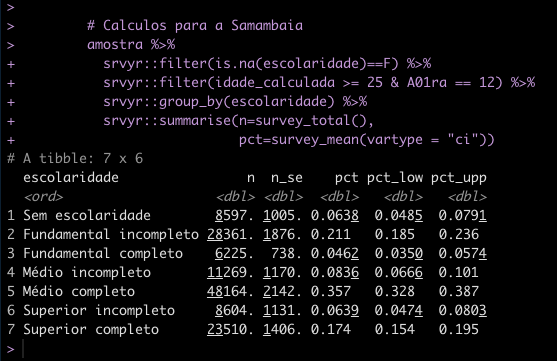 >
>         # Calculos para a Samambaia
>         amostra %>%
+           srvyr::filter(is.na(escolaridade)==F) %>%
+           srvyr::filter(idade_calculada >= 25 & A01ra == 12) %>%
+           srvyr::group_by(escolaridade) %>%
+           srvyr::summarise(n=survey_total(),
+                            pct=survey_mean(vartype = "ci"))
# A tibble: 7 x 6
  escolaridade                n  n_se    pct pct_low pct_upp
  <ord>                   <dbl> <dbl>  <dbl>   <dbl>   <dbl>
1 Sem escolaridade        8597. 1005. 0.0638  0.0485  0.0791
2 Fundamental incompleto 28361. 1876. 0.211   0.185   0.236
3 Fundamental completo    6225.  738. 0.0462  0.0350  0.0574
4 Médio incompleto       11269. 1170. 0.0836  0.0666  0.101
5 Médio completo         48164. 2142. 0.357   0.328   0.387
6 Superior incompleto     8604. 1131. 0.0639  0.0474  0.0803
7 Superior completo      23510. 1406. 0.174   0.154   0.195
>